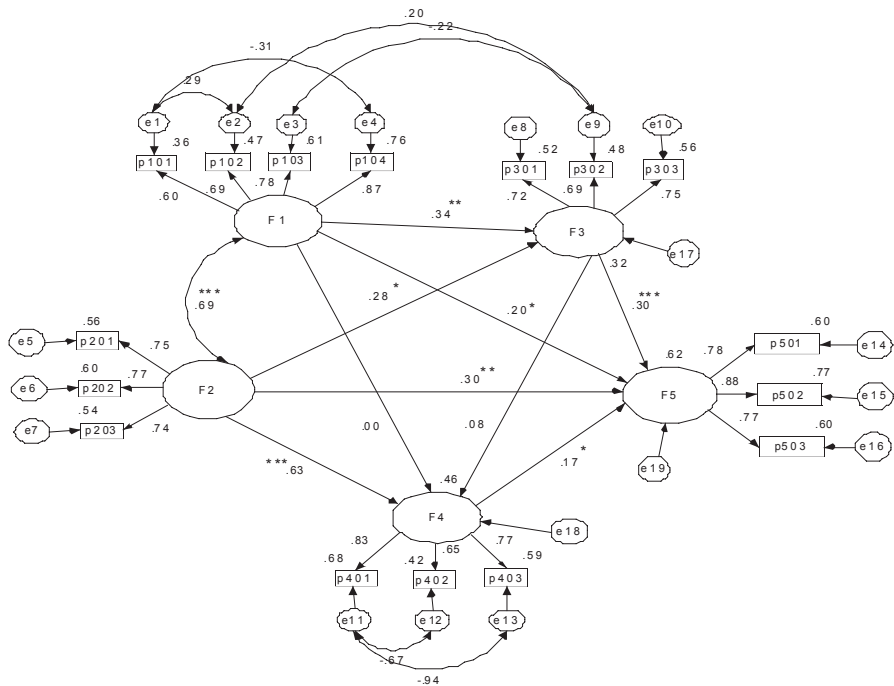 .20
-.22
-.31
.29
e1
e2
e3
e4
e8
e9
e10
.36
.47
.61
.76
.52
.48
.56
p101
p102
p103
p104
p301
p302
p303
.60
.69
.78
.87
.72
.69
.75
F1
**
.34
F3
e17
.32
***
.69
.28*
.20*
***
.30
e5
.56
p201
.75
e6
.60
p202
.77
F2
e7
.54
p203
.74
.30**
.62
F5
.78
p501
.60
e14
.88
p502
.77
e15
.77
p503
.60
e16
.00
.08
***
.63
.17*
e19
.46
F4
e18
.83
.65
.77
.68
.42
.59
p401
p402
p403
e11
e12
e13
-.67
-.94